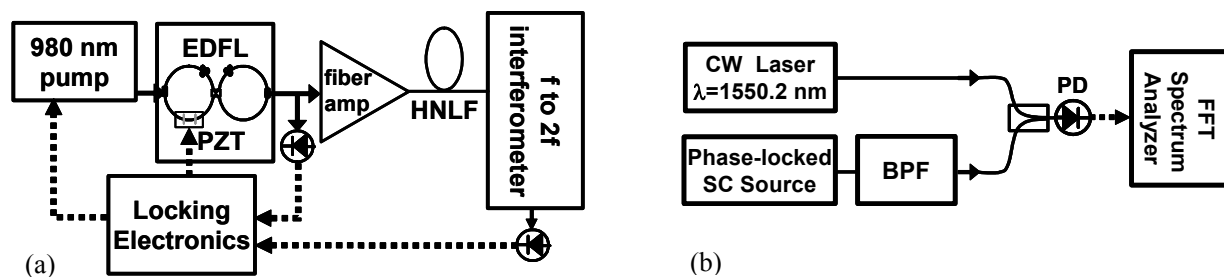 980 nm
pump
EDFL
PZT
fiber
amp
HNLF
f to 2f
interferometer
Locking
Electronics
(a)
CW Laser
λ=1550.2 nm
Phase-locked
SC Source
BPF
PD
FFT
Spectrum
Analyzer
(b)